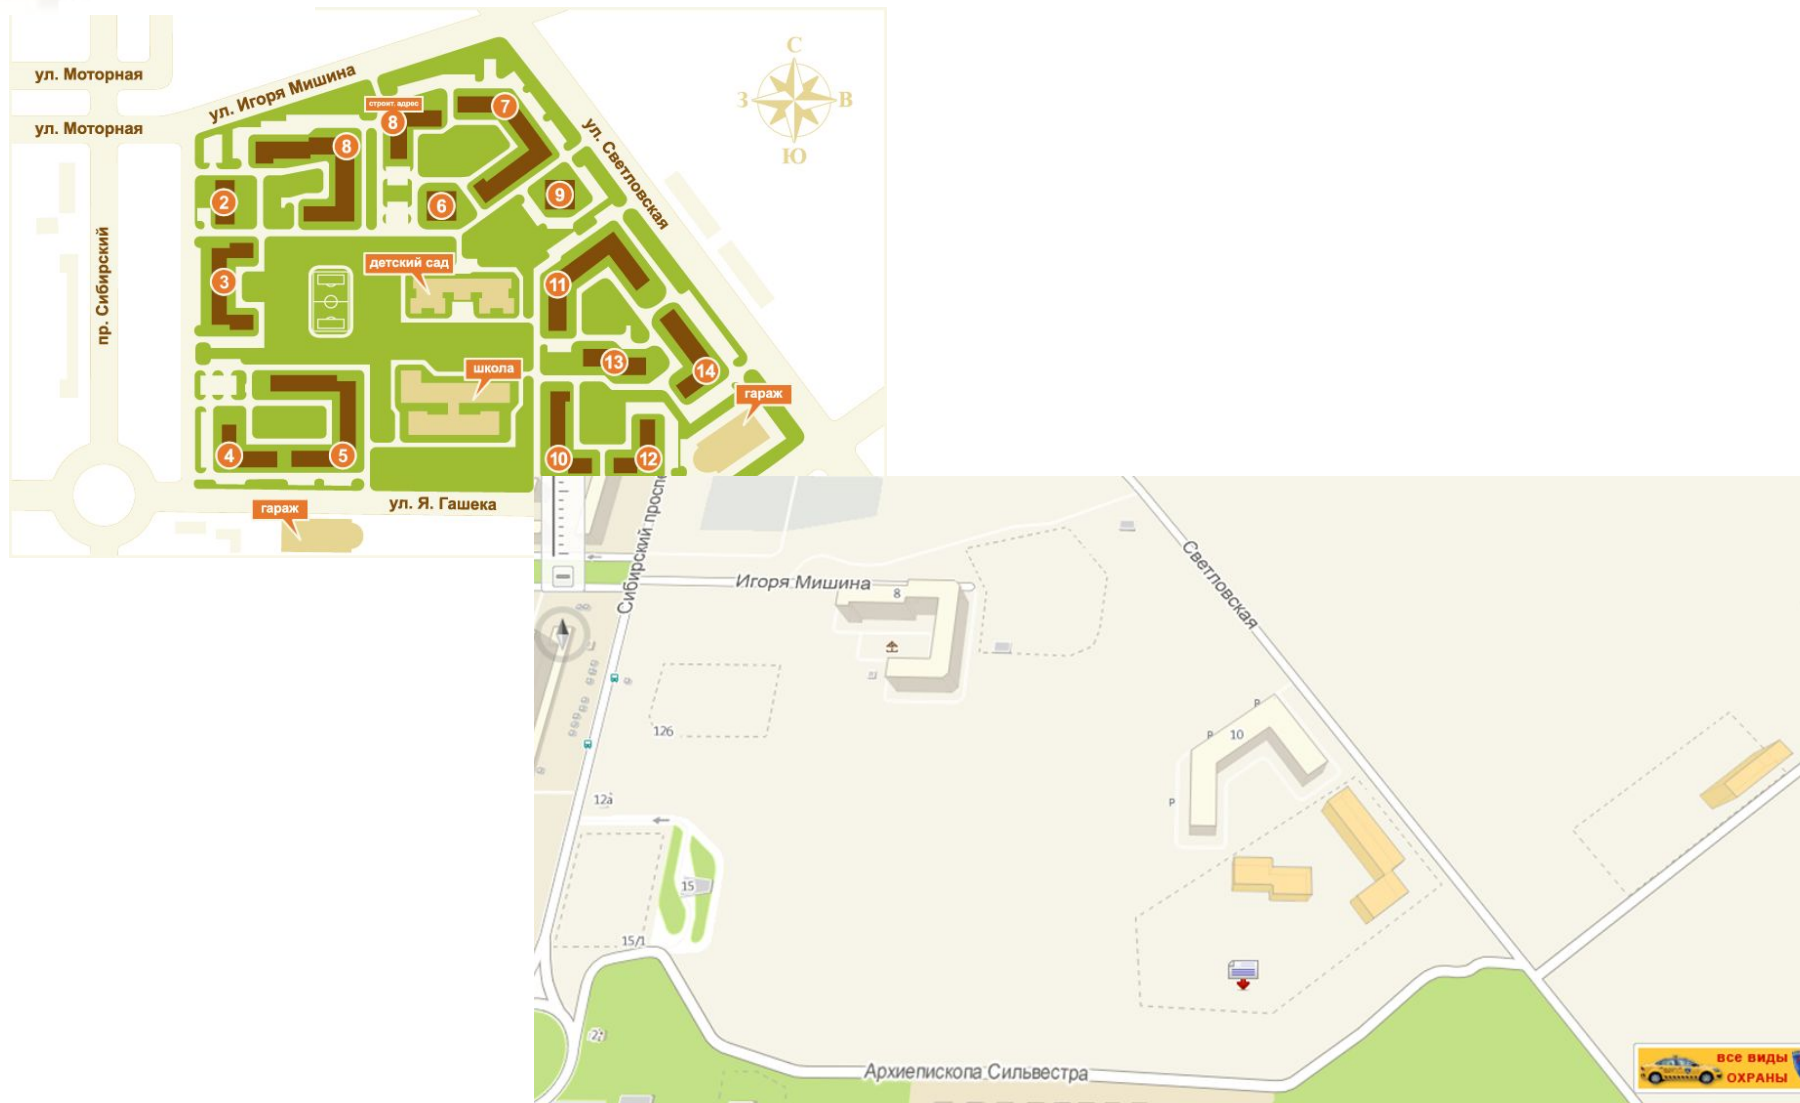 С
З
В
Ю
ул. Моторная
ул. Моторная
ул. Игоря Мишина
ул. Светловская
пр. Сибирский
строит. адрес
8
7
8
2
6
9
3
детский сад
11
13
14
школа
гараж
4
5
10
12
ул. Я. Гашека
гараж
Сибирский проспе
Игоря Мишина
8
Светловская
126
P
P
10
P
12а
15
15/1
Архиепископа Сильвестра
ВСЕ ВИДЫ
ОХРАНЫ